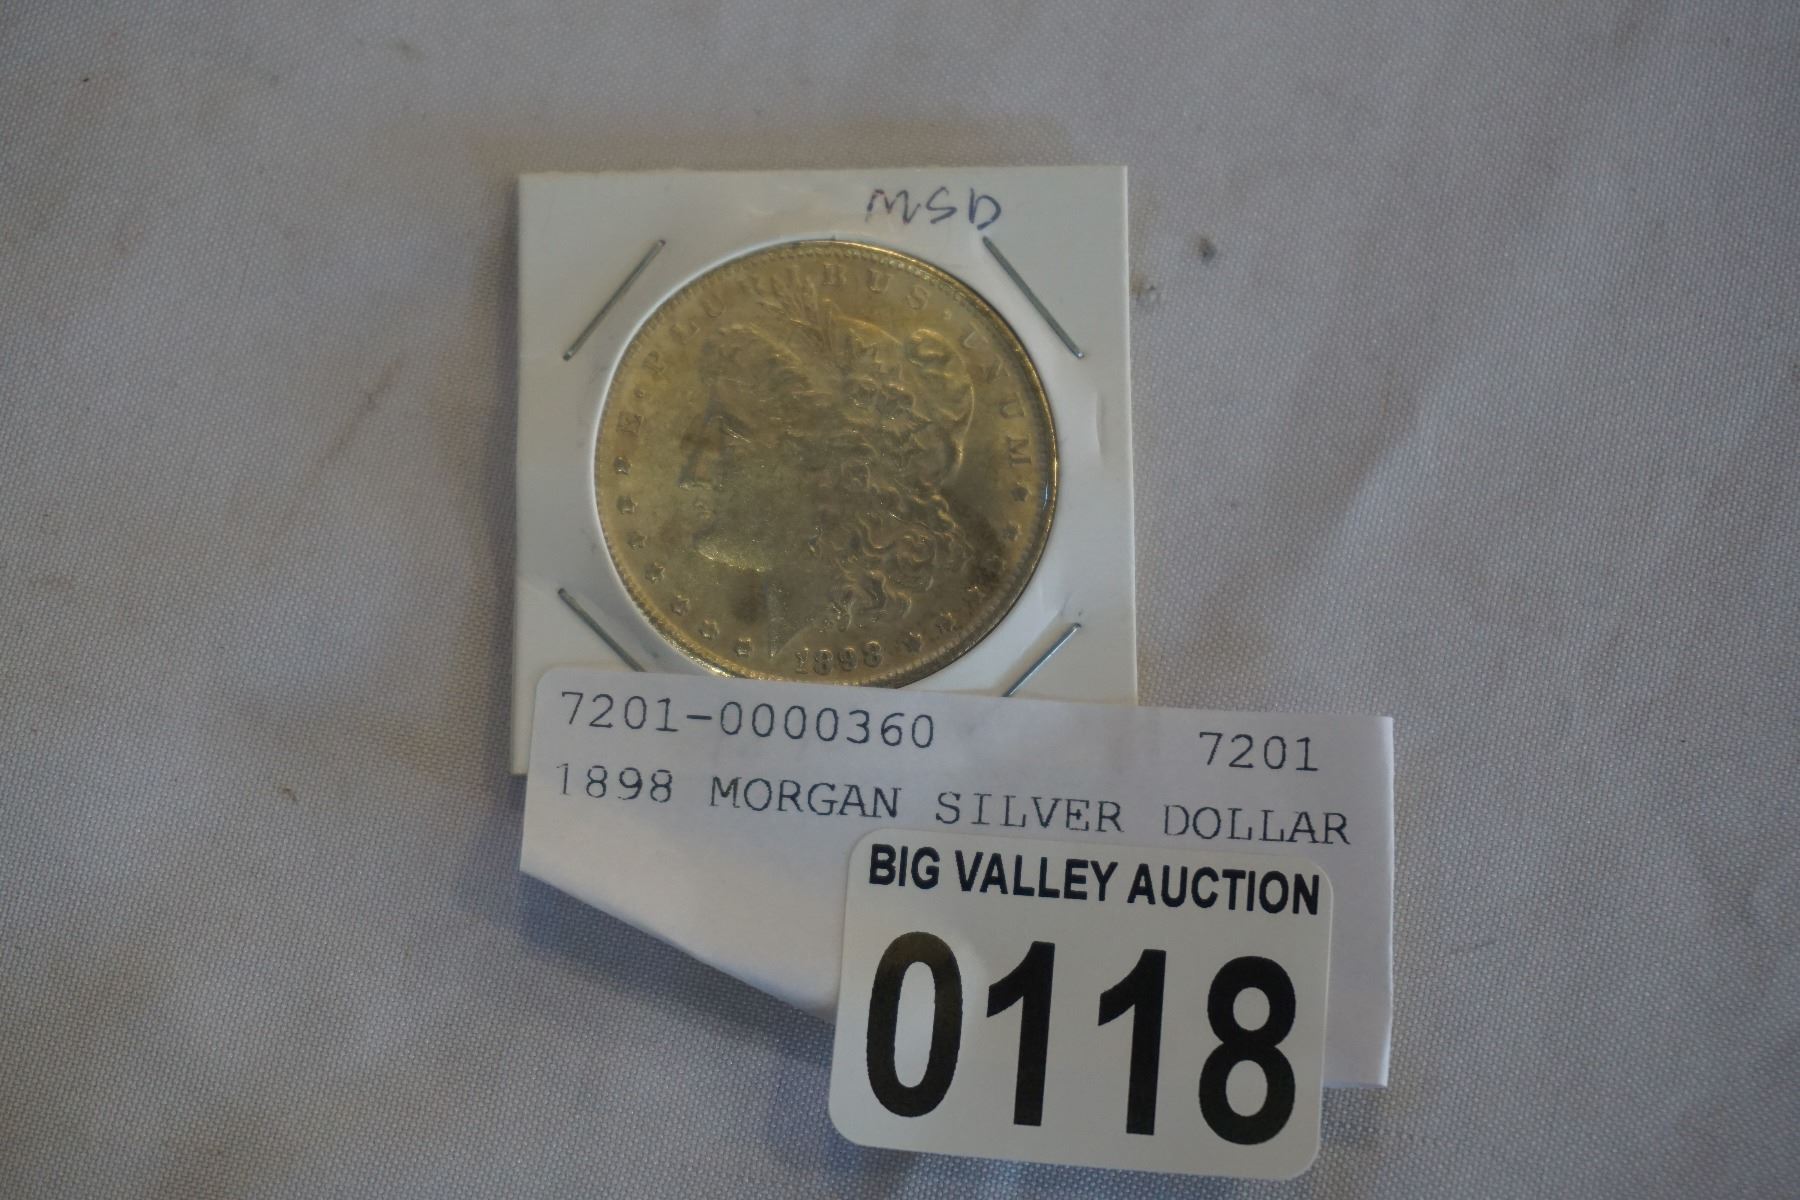 MSD
E·PLURIBUS·UNUM
1898
7201-0000360 7201
1898 MORGAN SILVER DOLLAR
BIG VALLEY AUCTION
0118